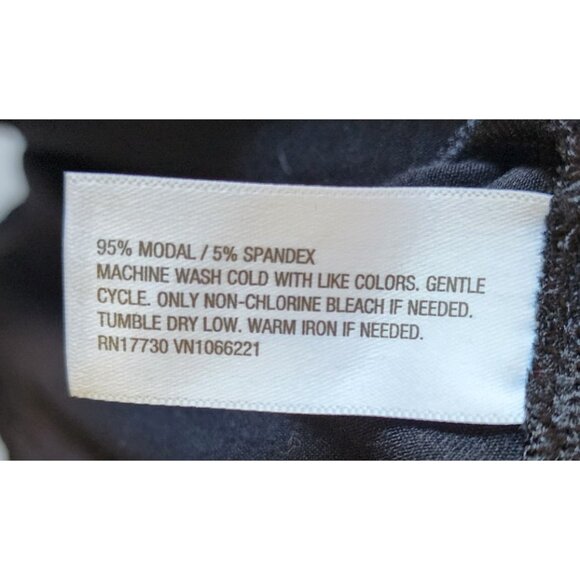 95% MODAL / 5% SPANDEX
MACHINE WASH COLD WITH LIKE COLORS. GENTLE
CYCLE. ONLY NON-CHLORINE BLEACH IF NEEDED.
TUMBLE DRY LOW. WARM IRON IF NEEDED.
RN17730 VN1066221